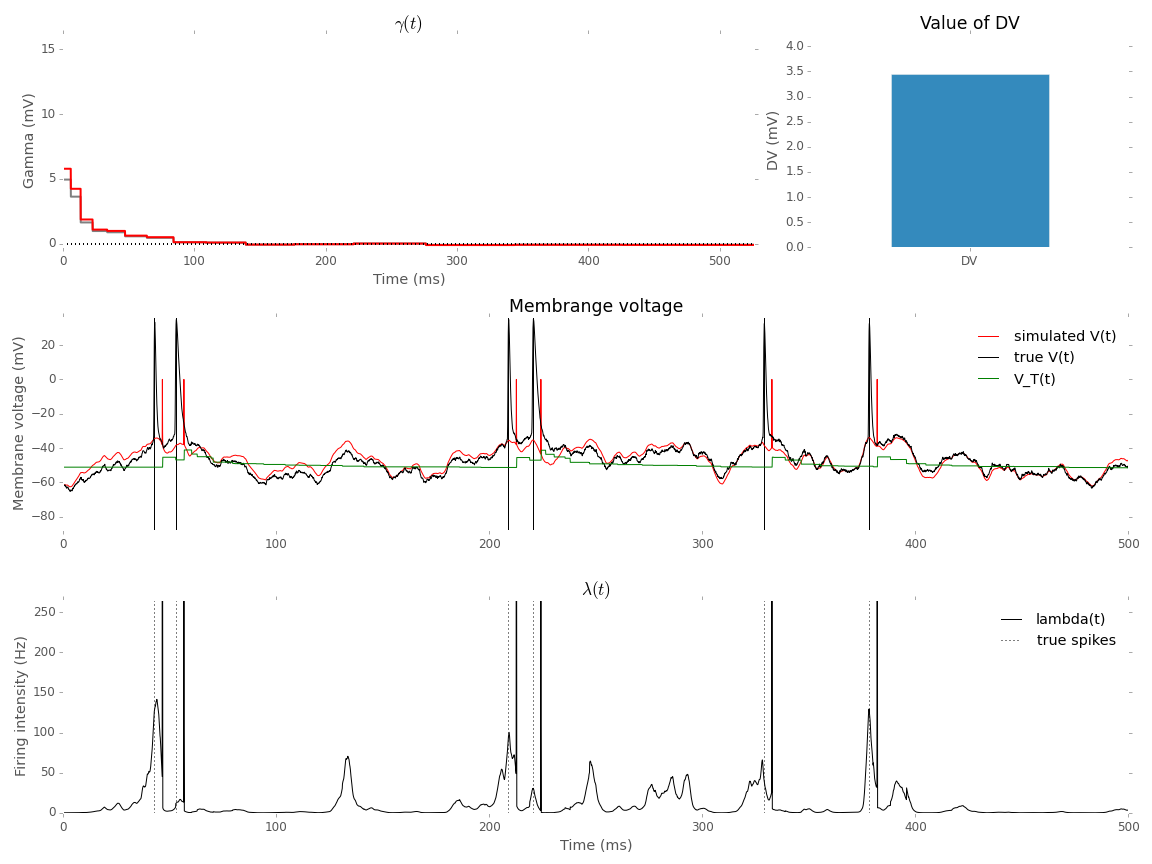 γ(t)
Value of DV
Gamma (mV)
15
10
5
0
0 100 200 300 400 500
Time (ms)
DV (mV)
4.0
3.5
3.0
2.5
2.0
1.5
1.0
0.5
0.0
DV
Membrange voltage
Membrane voltage (mV)
20
0
−20
−40
−60
−80
simulated V(t)
true V(t)
V_T(t)
0 100 200 300 400 500
λ(t)
Firing intensity (Hz)
250
200
150
100
50
0
lambda(t)
true spikes
0 100 200 300 400 500
Time (ms)